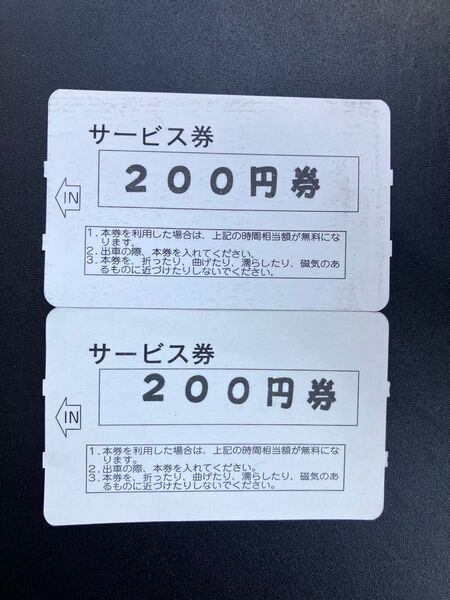 サービス券
200円券
IN
1.本券を利用した場合は、上記の時間相当額が無料にな
ります。
2.出車の際、本券を入れてください。
3.本券を、折ったり、曲げたり、濡らしたり、磁気のあ
るものに近づけたりしないでください。
サービス券
200円券
IN
1.本券を利用した場合は、上記の時間相当額が無料にな
ります。
2.出車の際、本券を入れてください。
3.本券を、折ったり、曲げたり、濡らしたり、磁気のあ
るものに近づけたりしないでください。